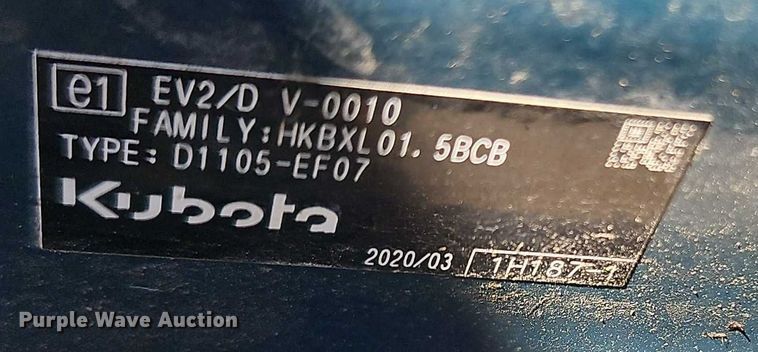 e1 EV2/D V-0010
FAMILY: HKBXL01.5BCB
TYPE: D1105-EF07
Kubota
2020/03 1H187-1
Purple Wave Auction